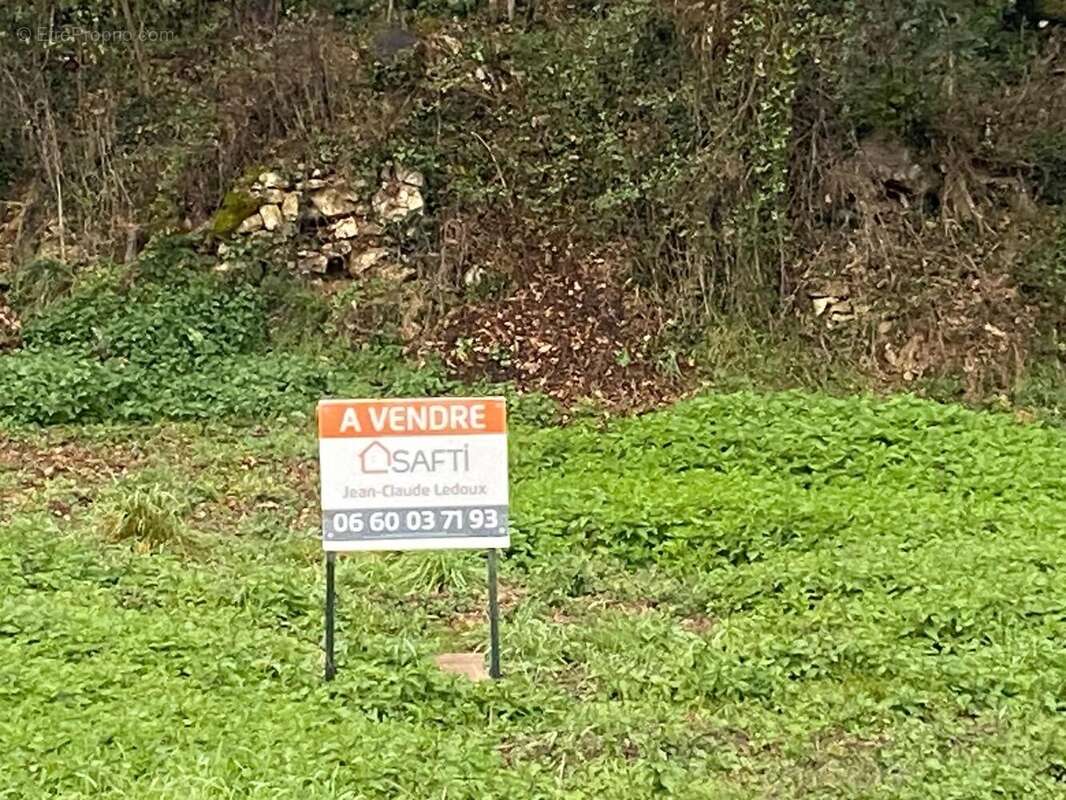 © EtreProprio.com
A VENDRE
SAFTI
Jean-Claude Ledoux
06 60 03 71 93